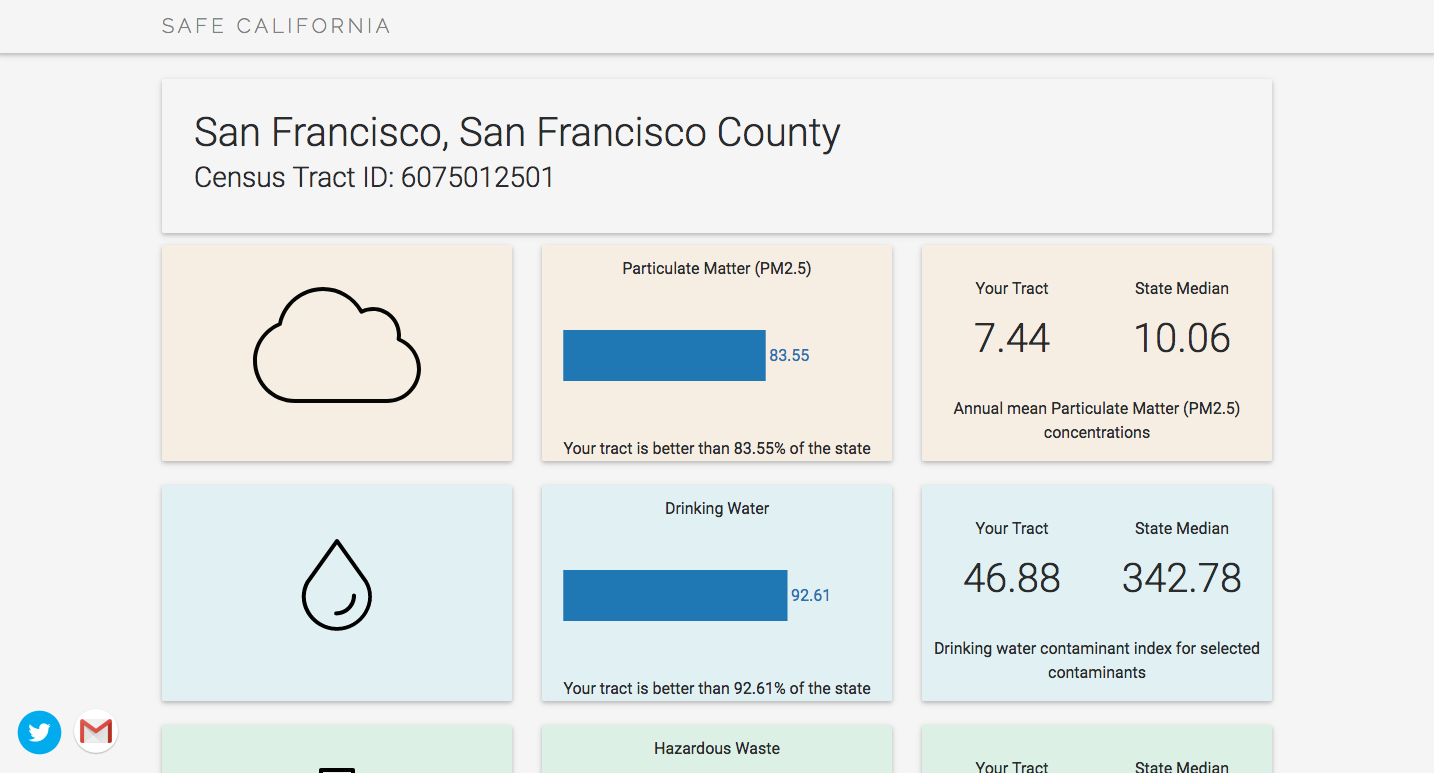 SAFE CALIFORNIA
San Francisco, San Francisco County
Census Tract ID: 6075012501
Particulate Matter (PM2.5)
83.55
Your tract is better than 83.55% of the state
Your Tract State Median
7.44 10.06
Annual mean Particulate Matter (PM2.5)
concentrations
Drinking Water
92.61
Your tract is better than 92.61% of the state
Your Tract State Median
46.88 342.78
Drinking water contaminant index for selected
contaminants
Hazardous Waste
Your Tract State Median